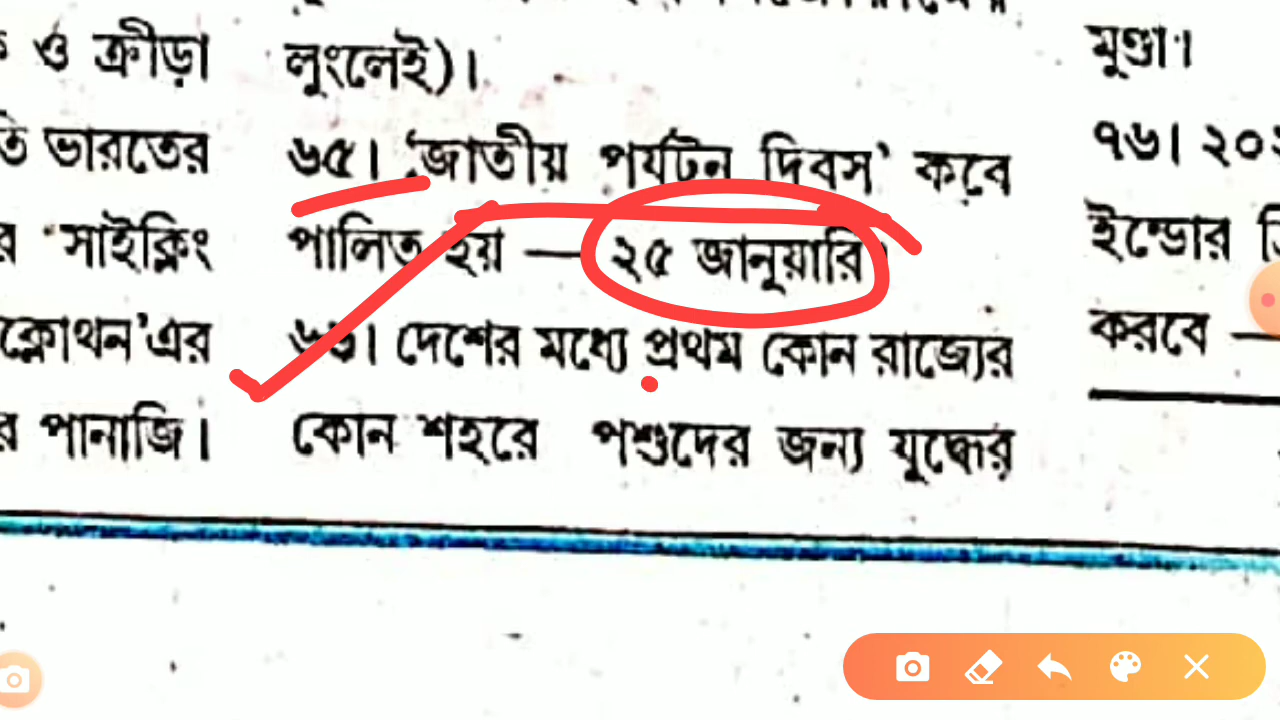 ও ক্রীড়া
ভারতের
সাইক্লিং
ক্লোথন'এর
পানাজি।
লুংলেই)।
৬৫। 'জাতীয় পর্যটন দিবস' কবে
পালিত হয় — ২৫ জানুয়ারি।
৬৬। দেশের মধ্যে প্রথম কোন রাজ্যের
কোন শহরে পশুদের জন্য যুদ্ধের
মুণ্ডা।
৭৬। ২০২
ইন্ডোর
করবে —